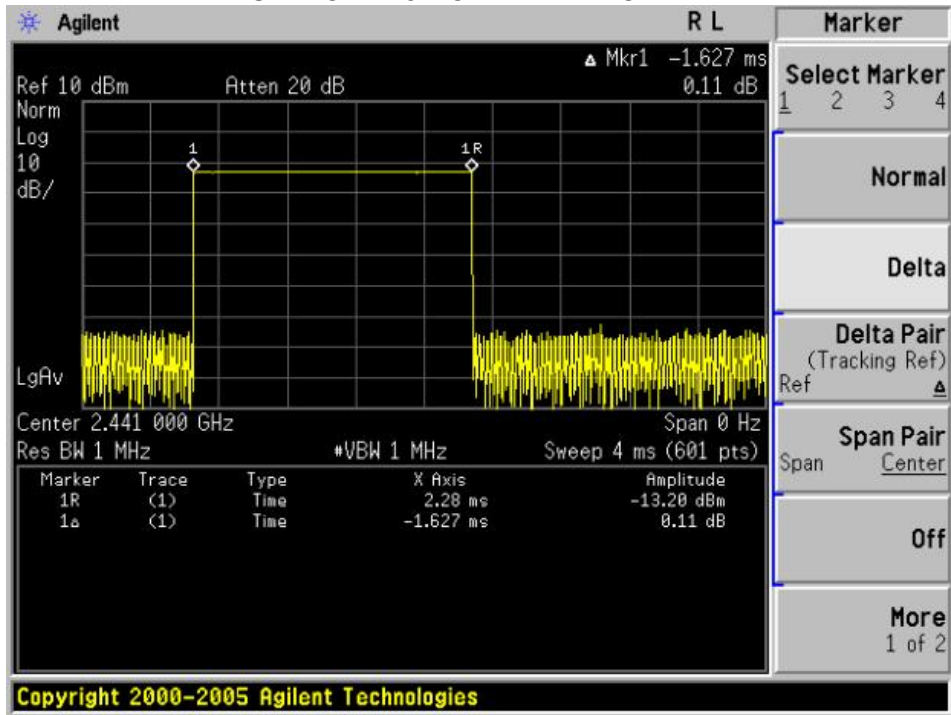 Agilent R L Marker
Δ Mkr1 -1.627 ms
Ref 10 dBm Atten 20 dB 0.11 dB
Norm
Log
10
dB/
1 1R
LgAv
Center 2.441 000 GHz Span 0 Hz
Res BW 1 MHz #VBW 1 MHz Sweep 4 ms (601 pts)
Marker Trace Type X Axis Amplitude
1R (1) Time 2.28 ms -13.20 dBm
1Δ (1) Time -1.627 ms 0.11 dB
Select Marker
1 2 3 4
Normal
Delta
Delta Pair
(Tracking Ref)
Ref Δ
Span Pair
Span Center
Off
More
1 of 2
Copyright 2000-2005 Agilent Technologies